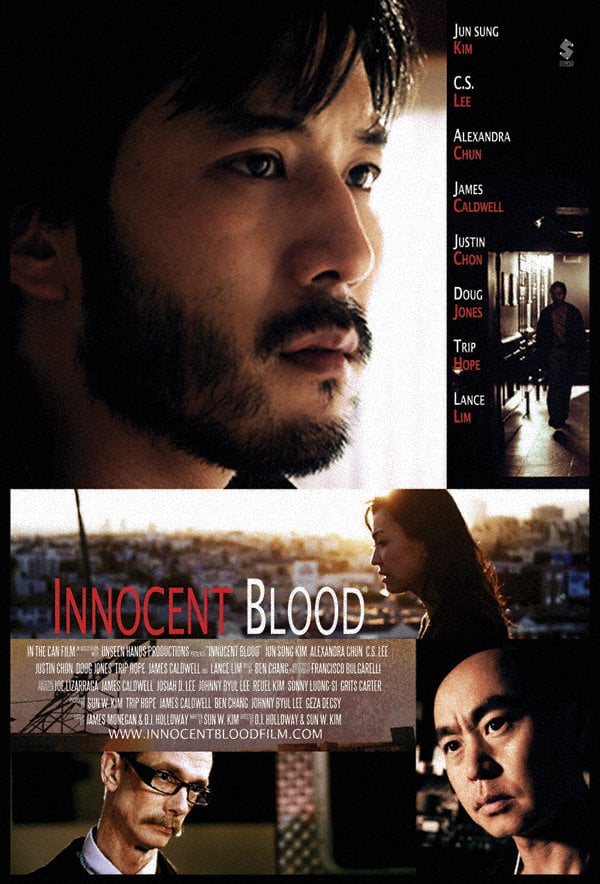 JUN SUNG
KIM
C.S.
LEE
ALEXANDRA
CHUN
JAMES
CALDWELL
JUSTIN
CHON
DOUG
JONES
TRIP
HOPE
LANCE
LIM
INNOCENT BLOOD
IN THE CAN FILM UNSEEN HANDS PRODUCTIONS "INNOCENT BLOOD" JUN SUNG KIM ALEXANDRA CHUN C.S. LEE
JUSTIN CHON DOUG JONES TRIP HOPE JAMES CALDWELL AND LANCE LIM BEN CHANG FRANCISCO BULGARELLI
JOE LIZARRAGA JAMES CALDWELL JOSIAH D. LEE JOHNNY BYUL LEE REUEL KIM SONNY LUONG-SI GRITS CARTER
SUN W. KIM TRIP HOPE JAMES CALDWELL BEN CHANG JOHNNY BYUL LEE GEZA DECSY
JAMES MONEGAN & D.J. HOLLOWAY SUN W. KIM D.J. HOLLOWAY & SUN W. KIM
WWW.INNOCENTBLOODFILM.COM